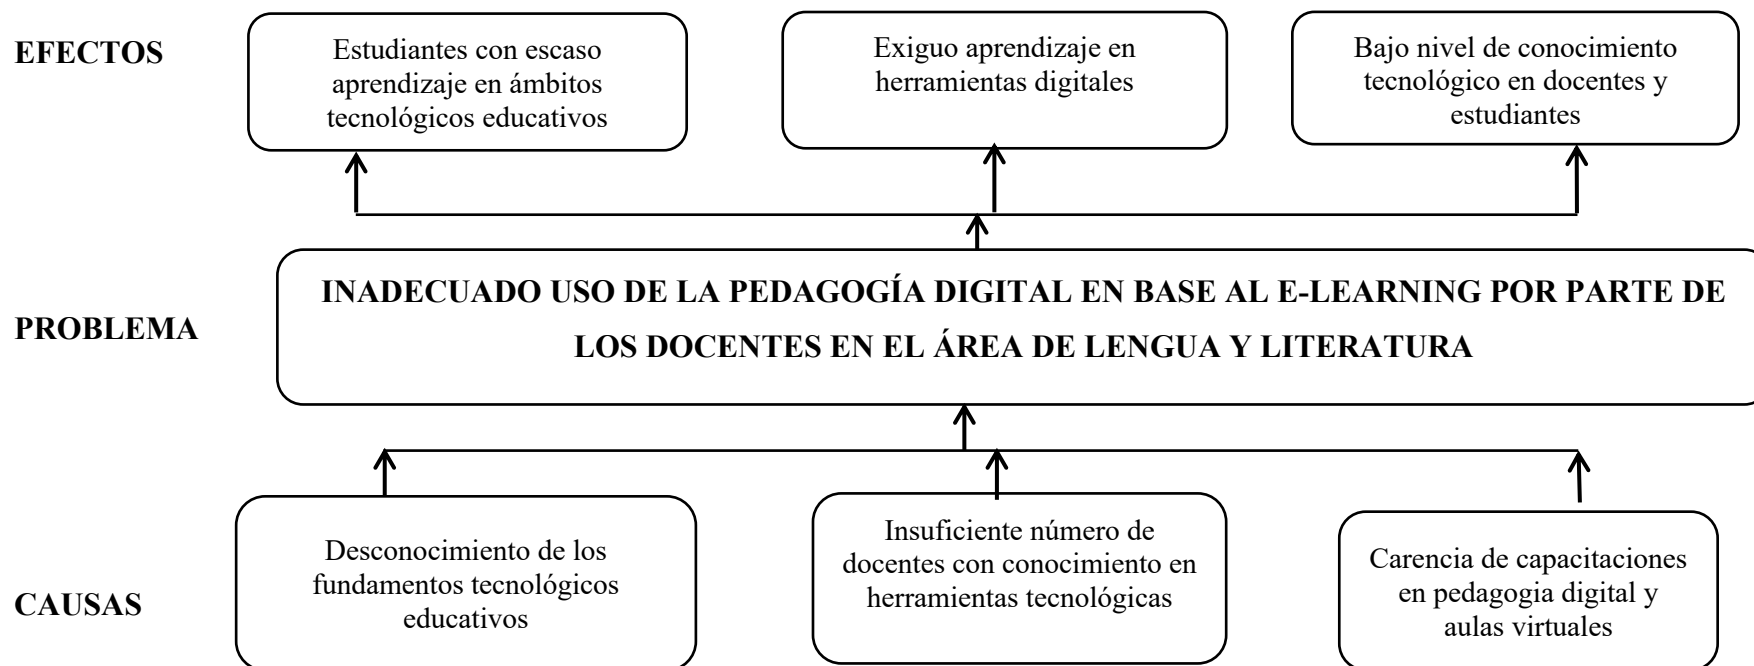 EFECTOS
Estudiantes con escaso
aprendizaje en ámbitos
tecnológicos educativos
Exiguo aprendizaje en
herramientas digitales
Bajo nivel de conocimiento
tecnológico en docentes y
estudiantes
PROBLEMA
INADECUADO USO DE LA PEDAGOGÍA DIGITAL EN BASE AL E-LEARNING POR PARTE DE
LOS DOCENTES EN EL ÁREA DE LENGUA Y LITERATURA
CAUSAS
Desconocimiento de los
fundamentos tecnológicos
educativos
Insuficiente número de
docentes con conocimiento en
herramientas tecnológicas
Carencia de capacitaciones
en pedagogia digital y
aulas virtuales